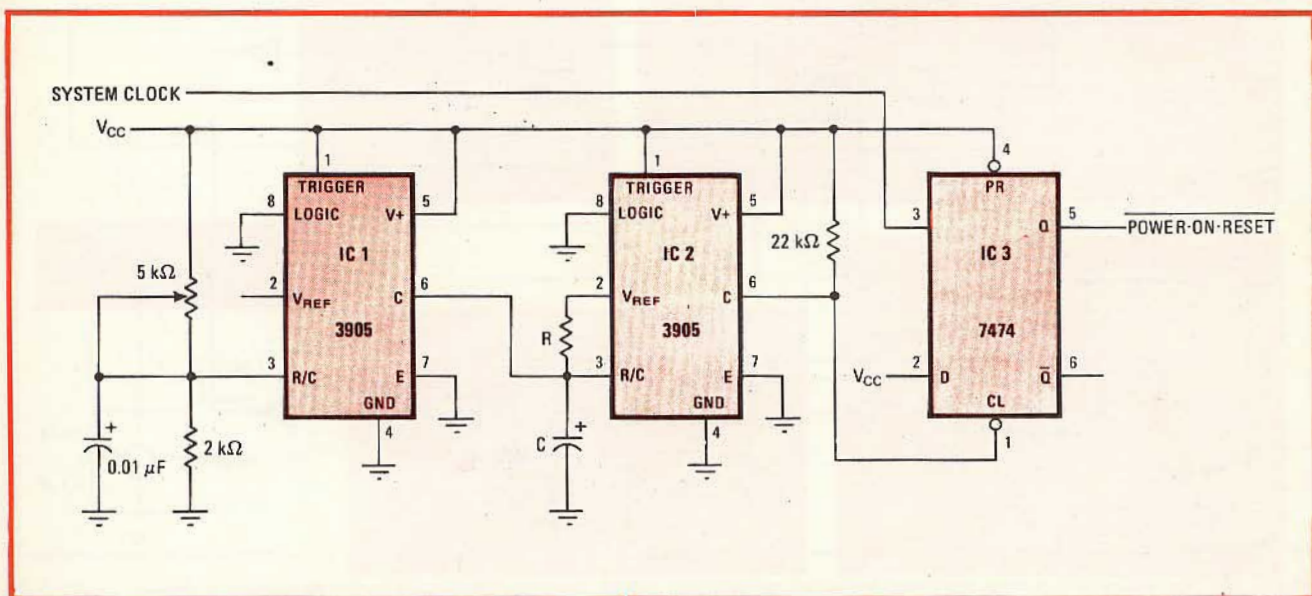 SYSTEM CLOCK
VCC
1
TRIGGER
8
LOGIC
V+
5
IC 1
2
VREF
C
6
3905
3
R/C
E
7
GND
4
5 kΩ
0.01 μF
+
2 kΩ
1
TRIGGER
8
LOGIC
V+
5
IC 2
2
VREF
C
6
3905
R
3
R/C
E
7
GND
4
C
+
22 kΩ
4
PR
3
Q
5
POWER-ON-RESET
IC 3
7474
VCC
2
D
Q
6
CL
1